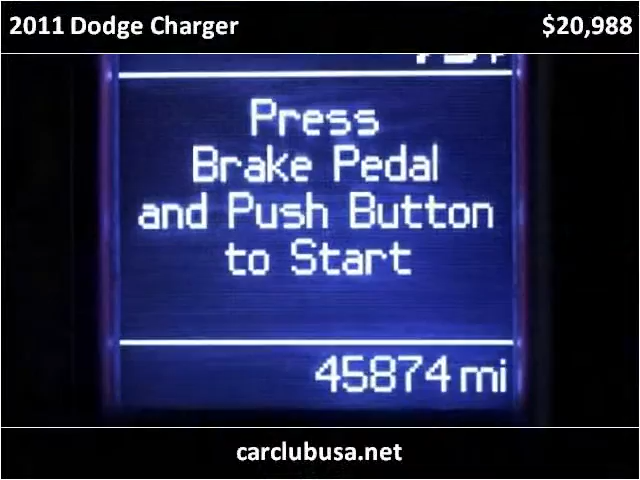 2011 Dodge Charger
$20,988
Press
Brake Pedal
and Push Button
to Start
45874 mi
carclubusa.net